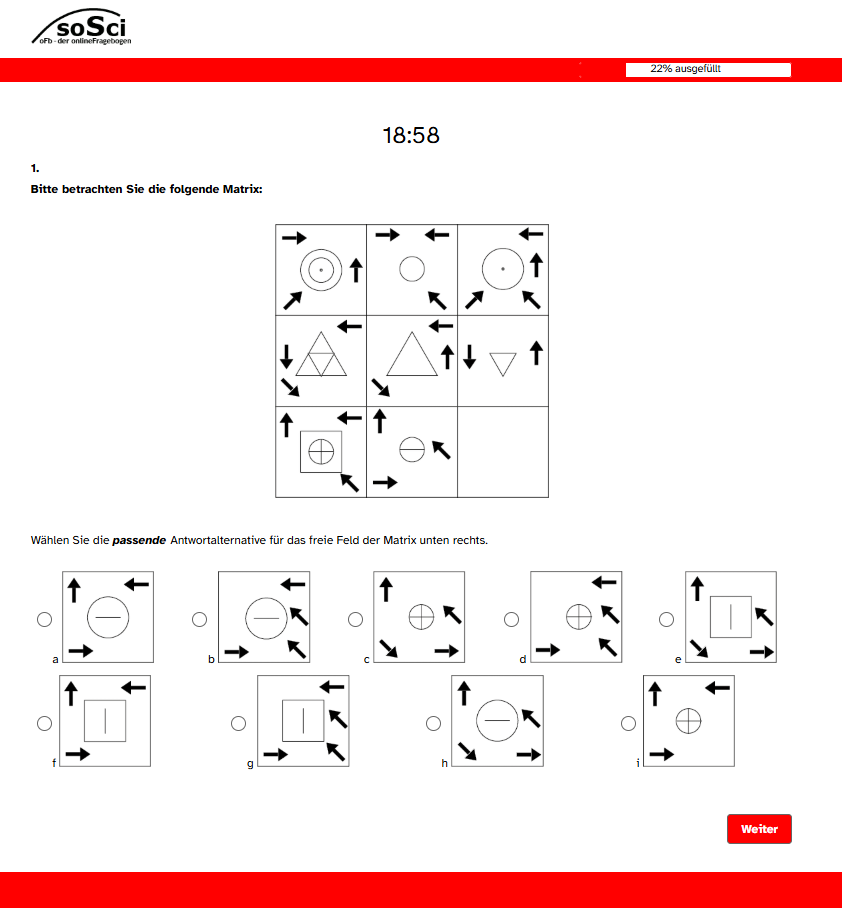 soSci
oFb - der onlineFragebogen
22% ausgefüllt
18:58
1.
Bitte betrachten Sie die folgende Matrix:
Wählen Sie die passende Antwortalternative für das freie Feld der Matrix unten rechts.
a b c d e
f g h i
Weiter